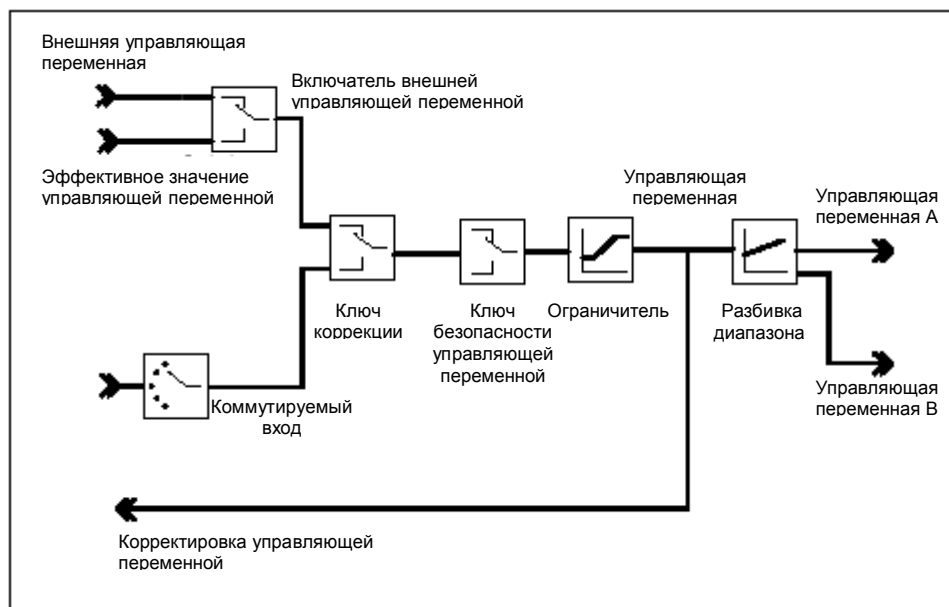 Внешняя управляющая
переменная
Включатель внешней
управляющей переменной
Эффективное значение
управляющей переменной
Управляющая
переменная
Управляющая
переменная А
Ключ
коррекции
Ключ
безопасности
управляющей
переменной
Ограничитель
Разбивка
диапазона
Управляющая
переменная В
Коммутируемый
вход
Корректировка управляющей
переменной